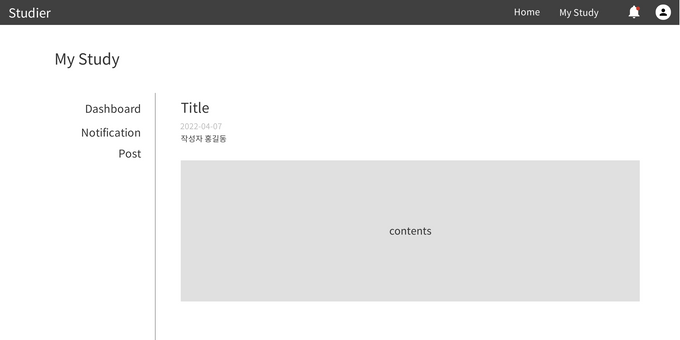 Studier
Home
My Study
My Study
Dashboard
Notification
Post
Title
2022-04-07
작성자 홍길동
contents